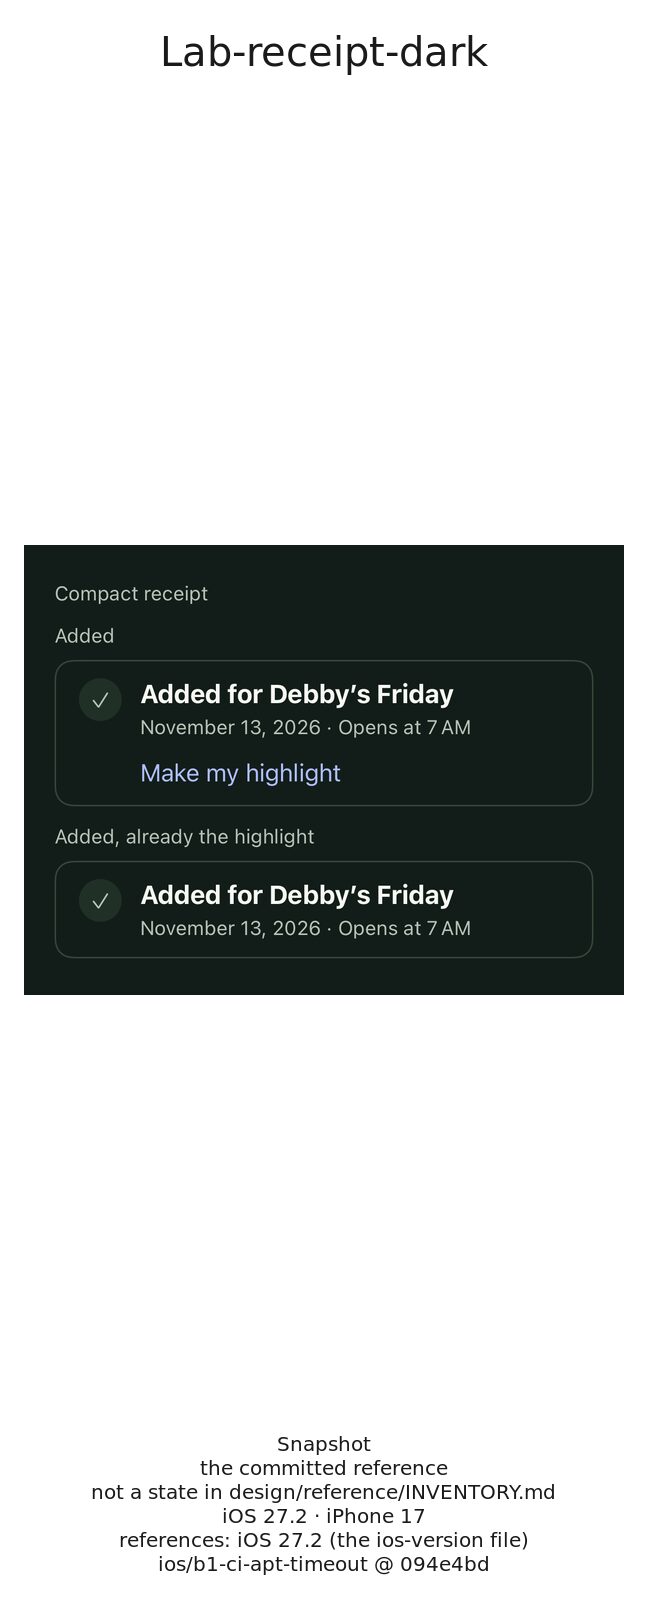 Lab-receipt-dark
Compact receipt
Added
Added for Debby’s Friday
November 13, 2026 · Opens at 7 AM
Make my highlight
Added, already the highlight
Added for Debby’s Friday
November 13, 2026 · Opens at 7 AM
Snapshot
the committed reference
not a state in design/reference/INVENTORY.md
iOS 27.2 · iPhone 17
references: iOS 27.2 (the ios-version file)
ios/b1-ci-apt-timeout @ 094e4bd